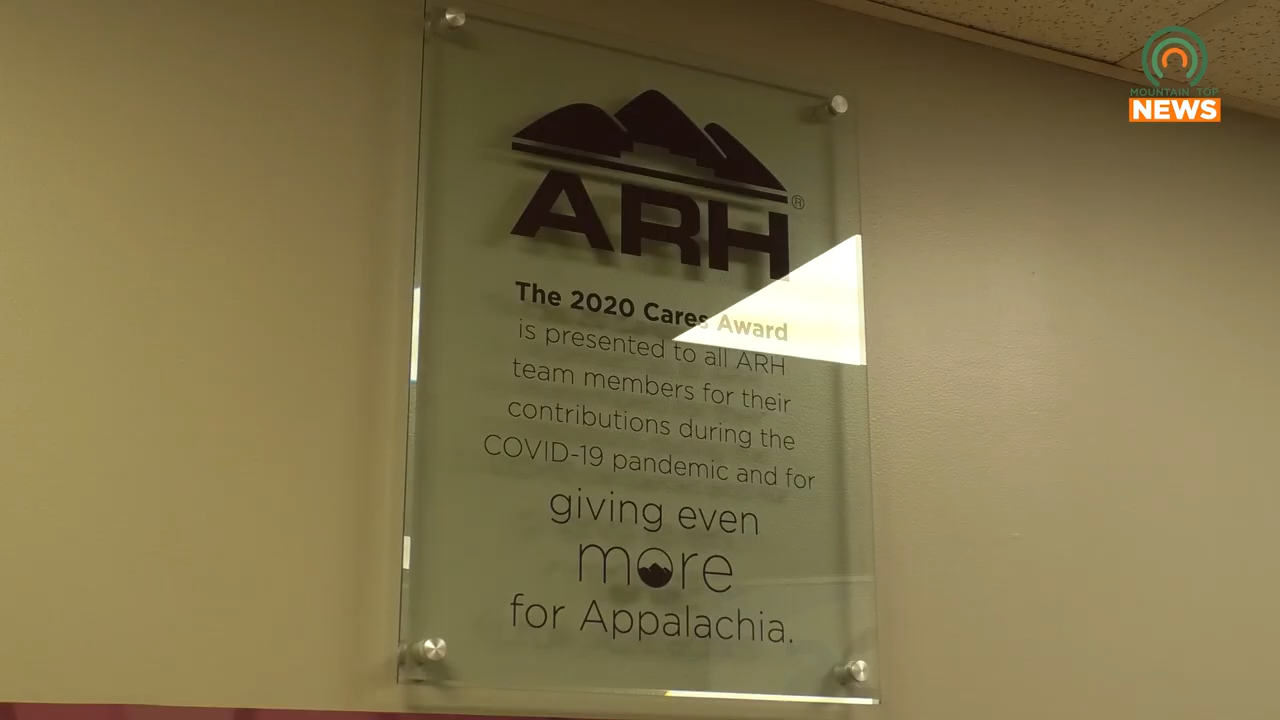 MOUNTAIN TOP
NEWS
ARH®
The 2020 Cares Award
is presented to all ARH
team members for their
contributions during the
COVID-19 pandemic and for
giving even
more
for Appalachia.